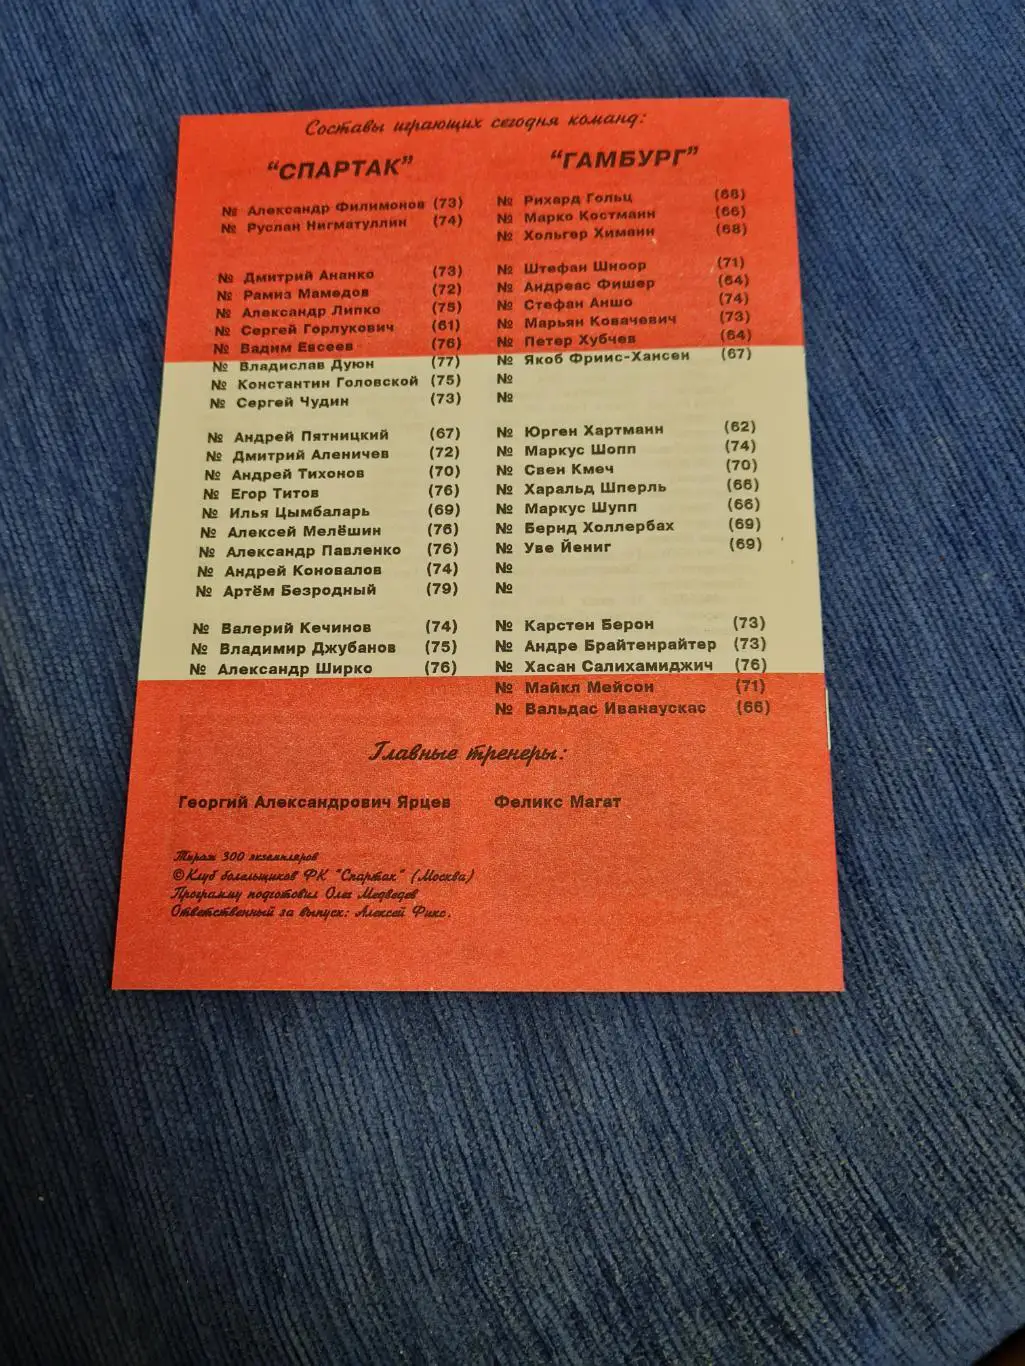 Составы играющих сегодня команд:
"СПАРТАК"
№ Александр Филимонов (73)
№ Руслан Нигматуллин (74)
№ Дмитрий Ананко (73)
№ Рамиз Мамедов (72)
№ Александр Липко (75)
№ Сергей Горлукович (61)
№ Вадим Евсеев (76)
№ Владислав Дуюн (77)
№ Константин Головской (75)
№ Сергей Чудин (73)
№ Андрей Пятницкий (67)
№ Дмитрий Аленичев (72)
№ Андрей Тихонов (70)
№ Егор Титов (76)
№ Илья Цымбаларь (69)
№ Алексей Мелёшин (76)
№ Александр Павленко (76)
№ Андрей Коновалов (74)
№ Артём Безродный (79)
№ Валерий Кечинов (74)
№ Владимир Джубанов (75)
№ Александр Ширко (76)
"ГАМБУРГ"
№ Рихард Гольц (68)
№ Марко Костманн (66)
№ Хольгер Химанн (68)
№ Штефан Шноор (71)
№ Андреас Фишер (64)
№ Стефан Аншо (74)
№ Марьян Ковачевич (73)
№ Петер Хубчев (64)
№ Якоб Фриис-Хансен (67)
№
№
№ Юрген Хартманн (62)
№ Маркус Шопп (74)
№ Свен Кмеч (70)
№ Харальд Шперль (66)
№ Маркус Шупп (66)
№ Бернд Холлербах (69)
№ Уве Йениг (69)
№
№
№ Карстен Берон (73)
№ Андре Брайтенрайтер (73)
№ Хасан Салихамиджич (76)
№ Майкл Мейсон (71)
№ Вальдас Иванаускас (66)
Главные тренеры:
Георгий Александрович Ярцев
Феликс Магат
Тираж 300 экземпляров
©Клуб болельщиков ФК "Спартак" (Москва)
Программу подготовил Олег Медведев
Ответственный за выпуск: Алексей Фикс.